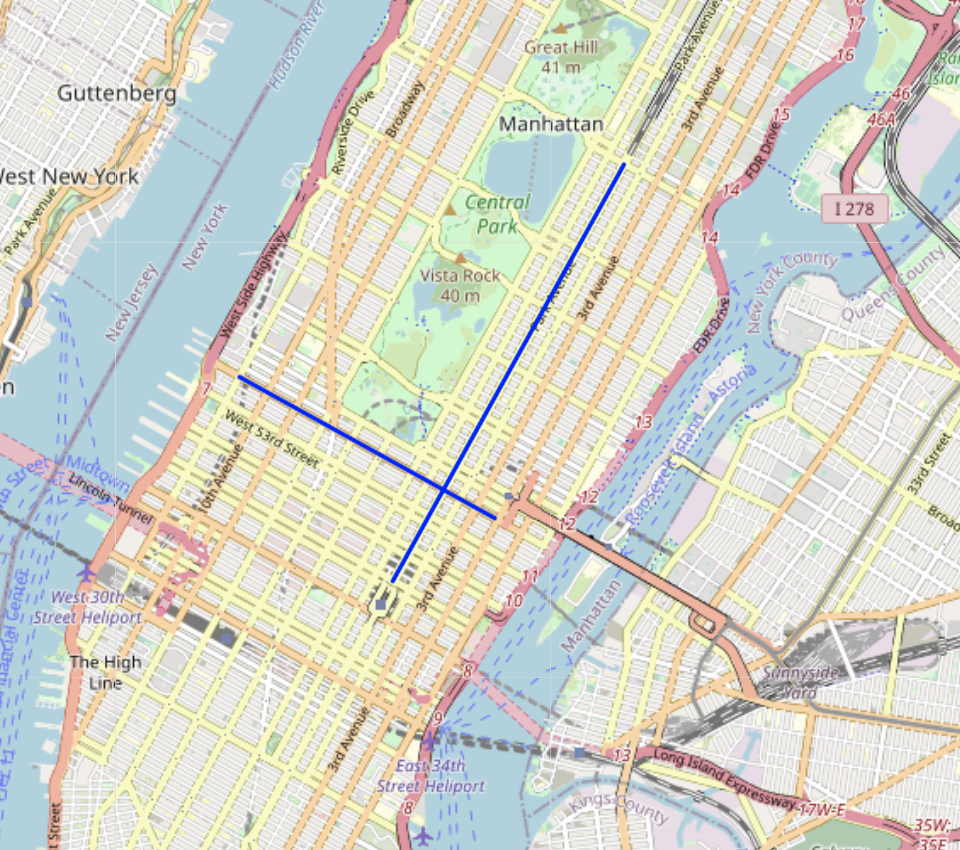 16
17
Hudson River
Park Avenue
Great Hill
41 m
16
Guttenberg
Riverside Drive
Broadway
3rd Avenue
46
15
46A
Manhattan
FDR Drive
West New York
14
Park Avenue
Central
Park
I 278
New York
14
New Jersey
West Side Highway
Vista Rock
40 m
Park Avenue
3rd Avenue
New York County
Queens County
FDR Drive
7
Roosevelt Island
Astoria
West 53rd Street
13
33rd Street
Midtown
Lincoln Tunnel
10th Avenue
12
12
3rd Avenue
11
10
West 30th
Street Heliport
Manhattan
The High
Line
8
Sunnyside
Yard
3rd Avenue
9
13
Long Island Expressway
East 34th
Street Heliport
Kings County
17W-E
8
35W;
35E